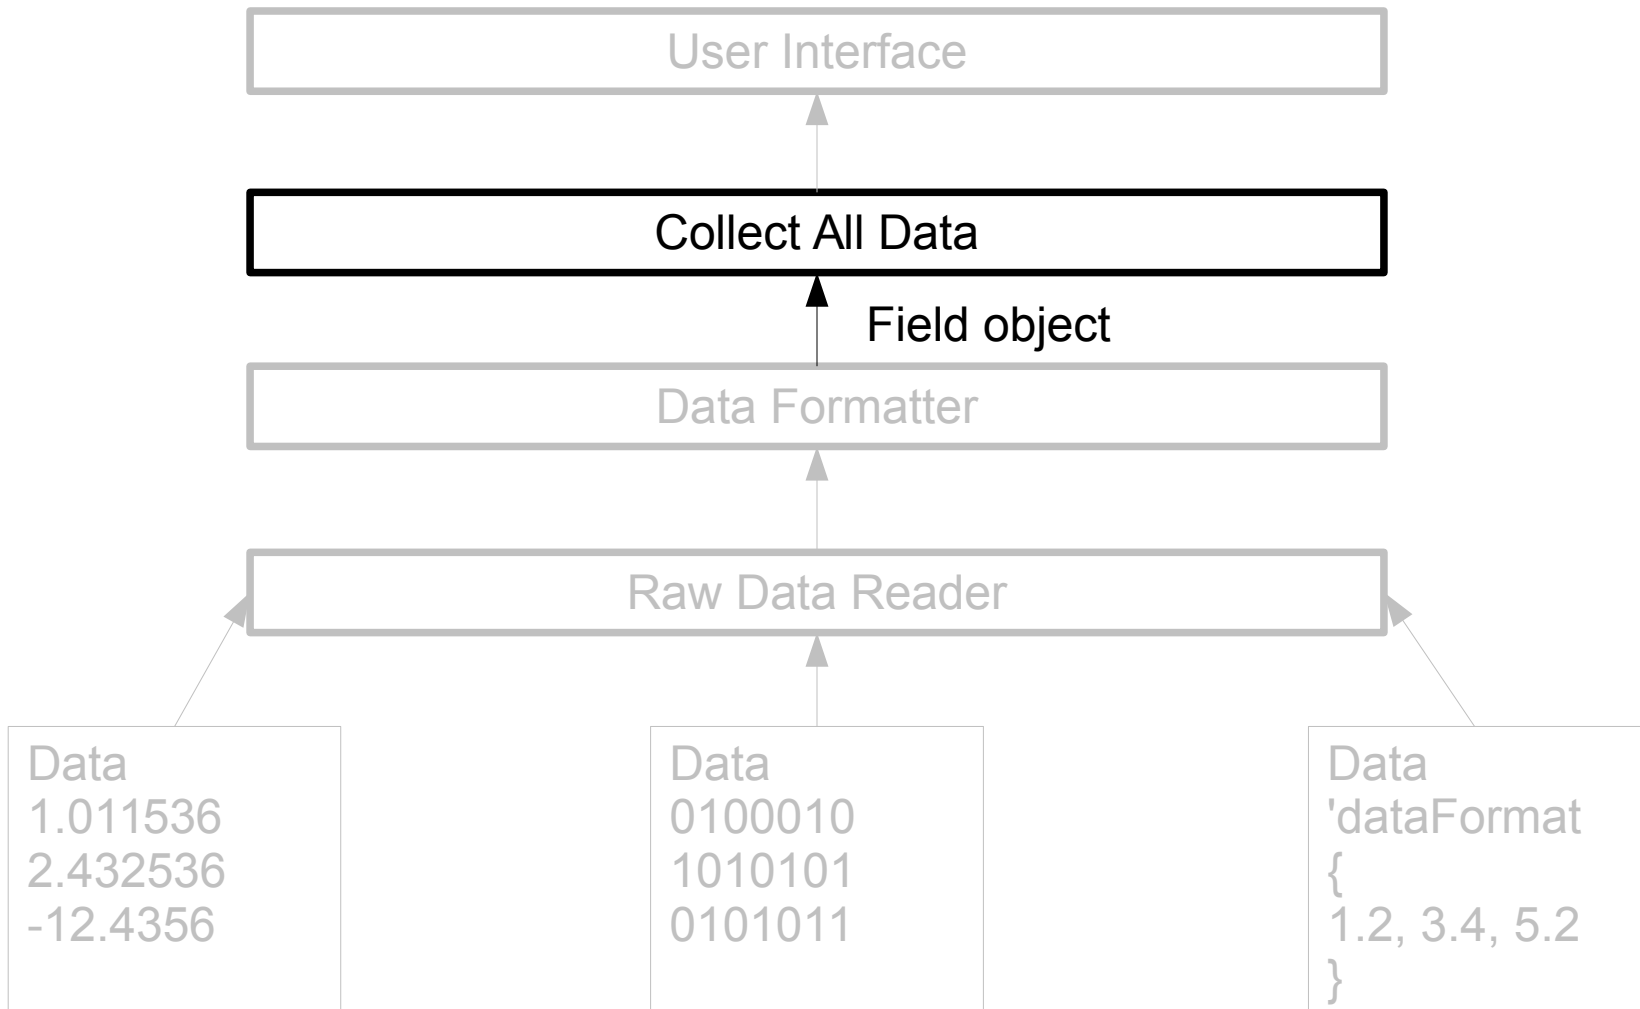 User Interface
Collect All Data
Field object
Data Formatter
Raw Data Reader
Data
1.011536
2.432536
-12.4356
Data
0100010
1010101
0101011
Data
'dataFormat
{
1.2, 3.4, 5.2
}